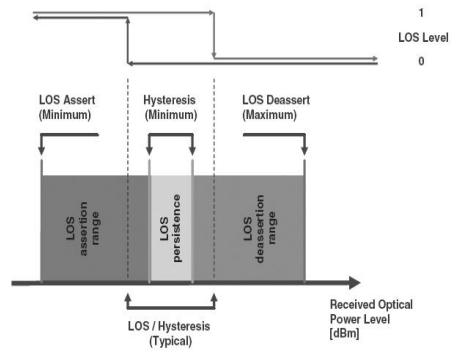 1
LOS Level
0
LOS Assert
(Minimum)
Hysteresis
(Minimum)
LOS Deassert
(Maximum)
LOS
assertion
range
LOS
persistence
LOS
deassertion
range
Received Optical
Power Level
[dBm]
LOS / Hysteresis
(Typical)